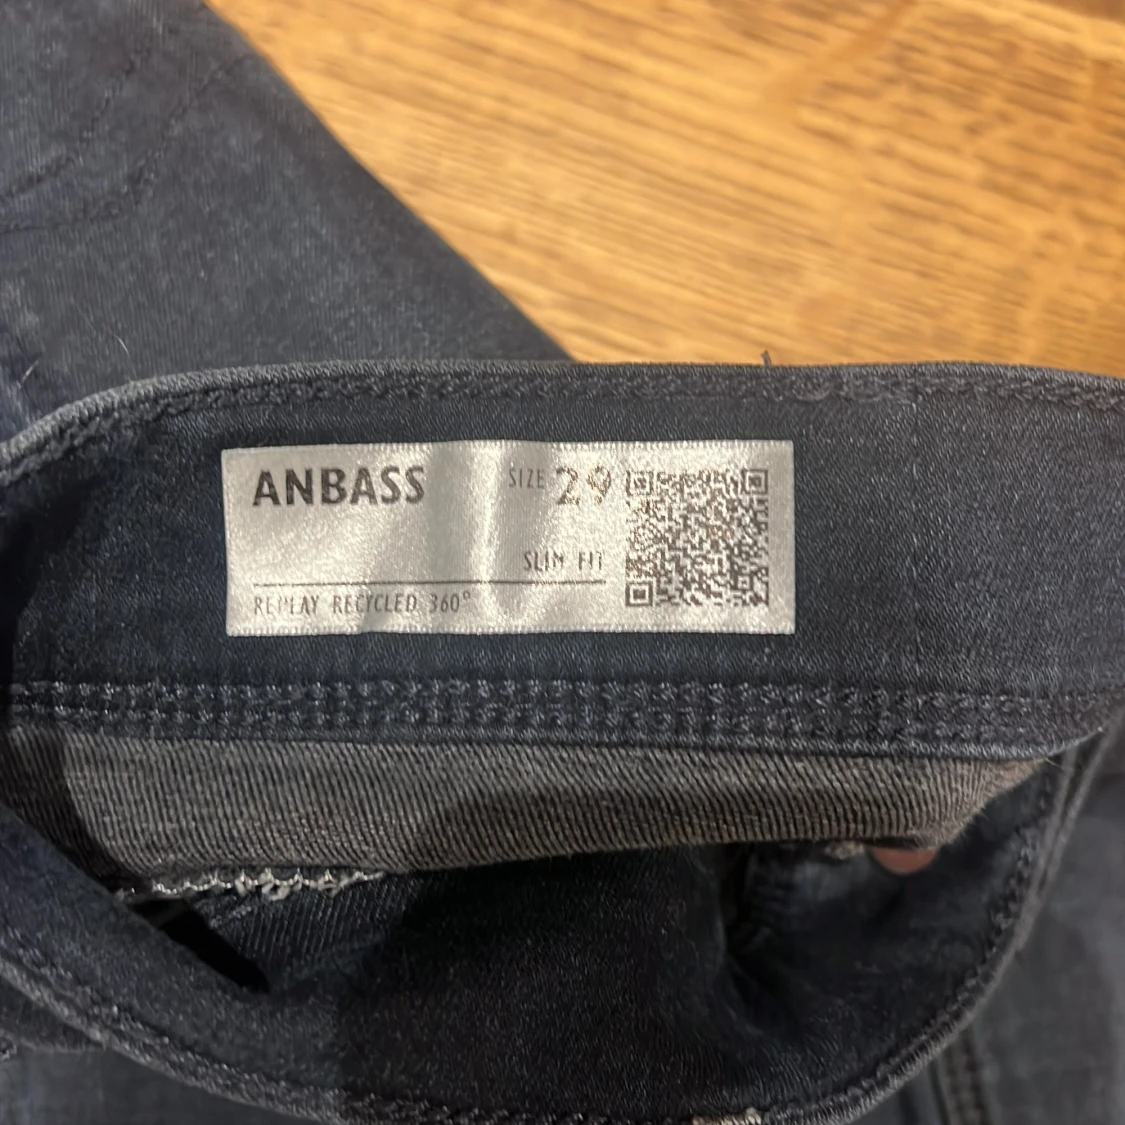 ANBASS
SIZE 29
SLIM FIT
REPLAY RECYCLED 360°